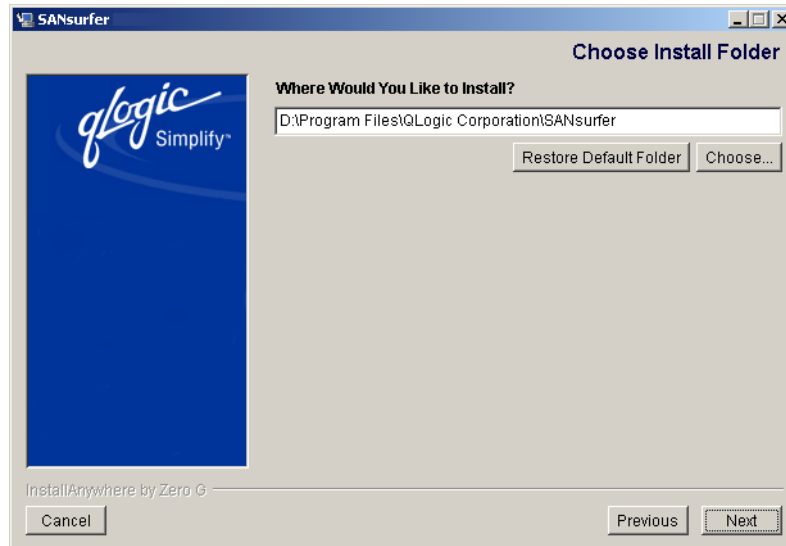 SANsurfer
Choose Install Folder
qlogic
Simplify™
Where Would You Like to Install?
D:\Program Files\QLogic Corporation\SANsurfer
Restore Default Folder
Choose...
InstallAnywhere by Zero G
Cancel
Previous
Next